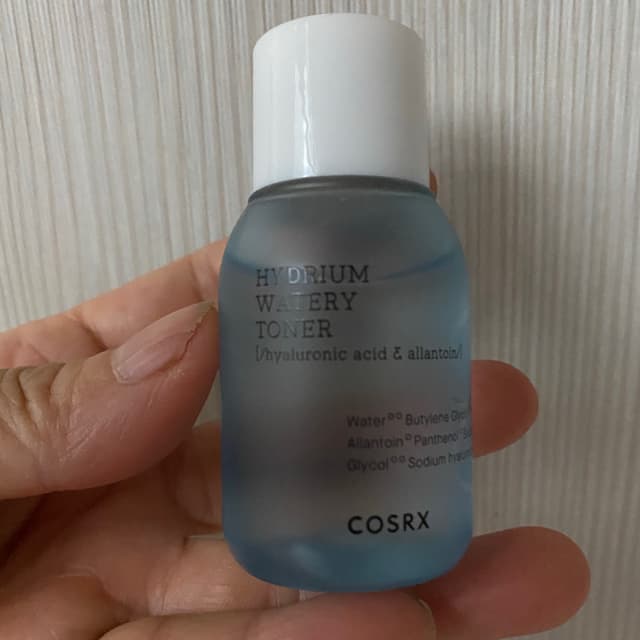 HYDRIUM
WATERY
TONER
[/hyaluronic acid & allantoin/]
Water Butylene
Allantoin Panthenol
Glycol Sodium
COSRX